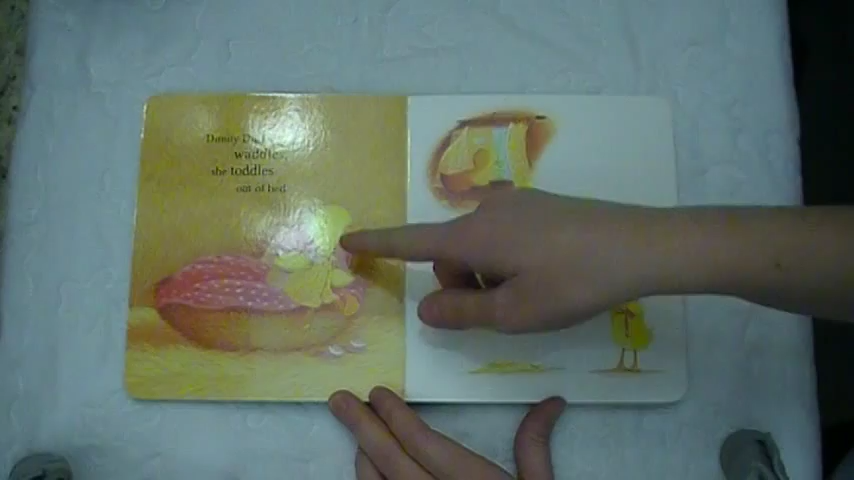 Dimity
waddles,
she toddles
out of bed